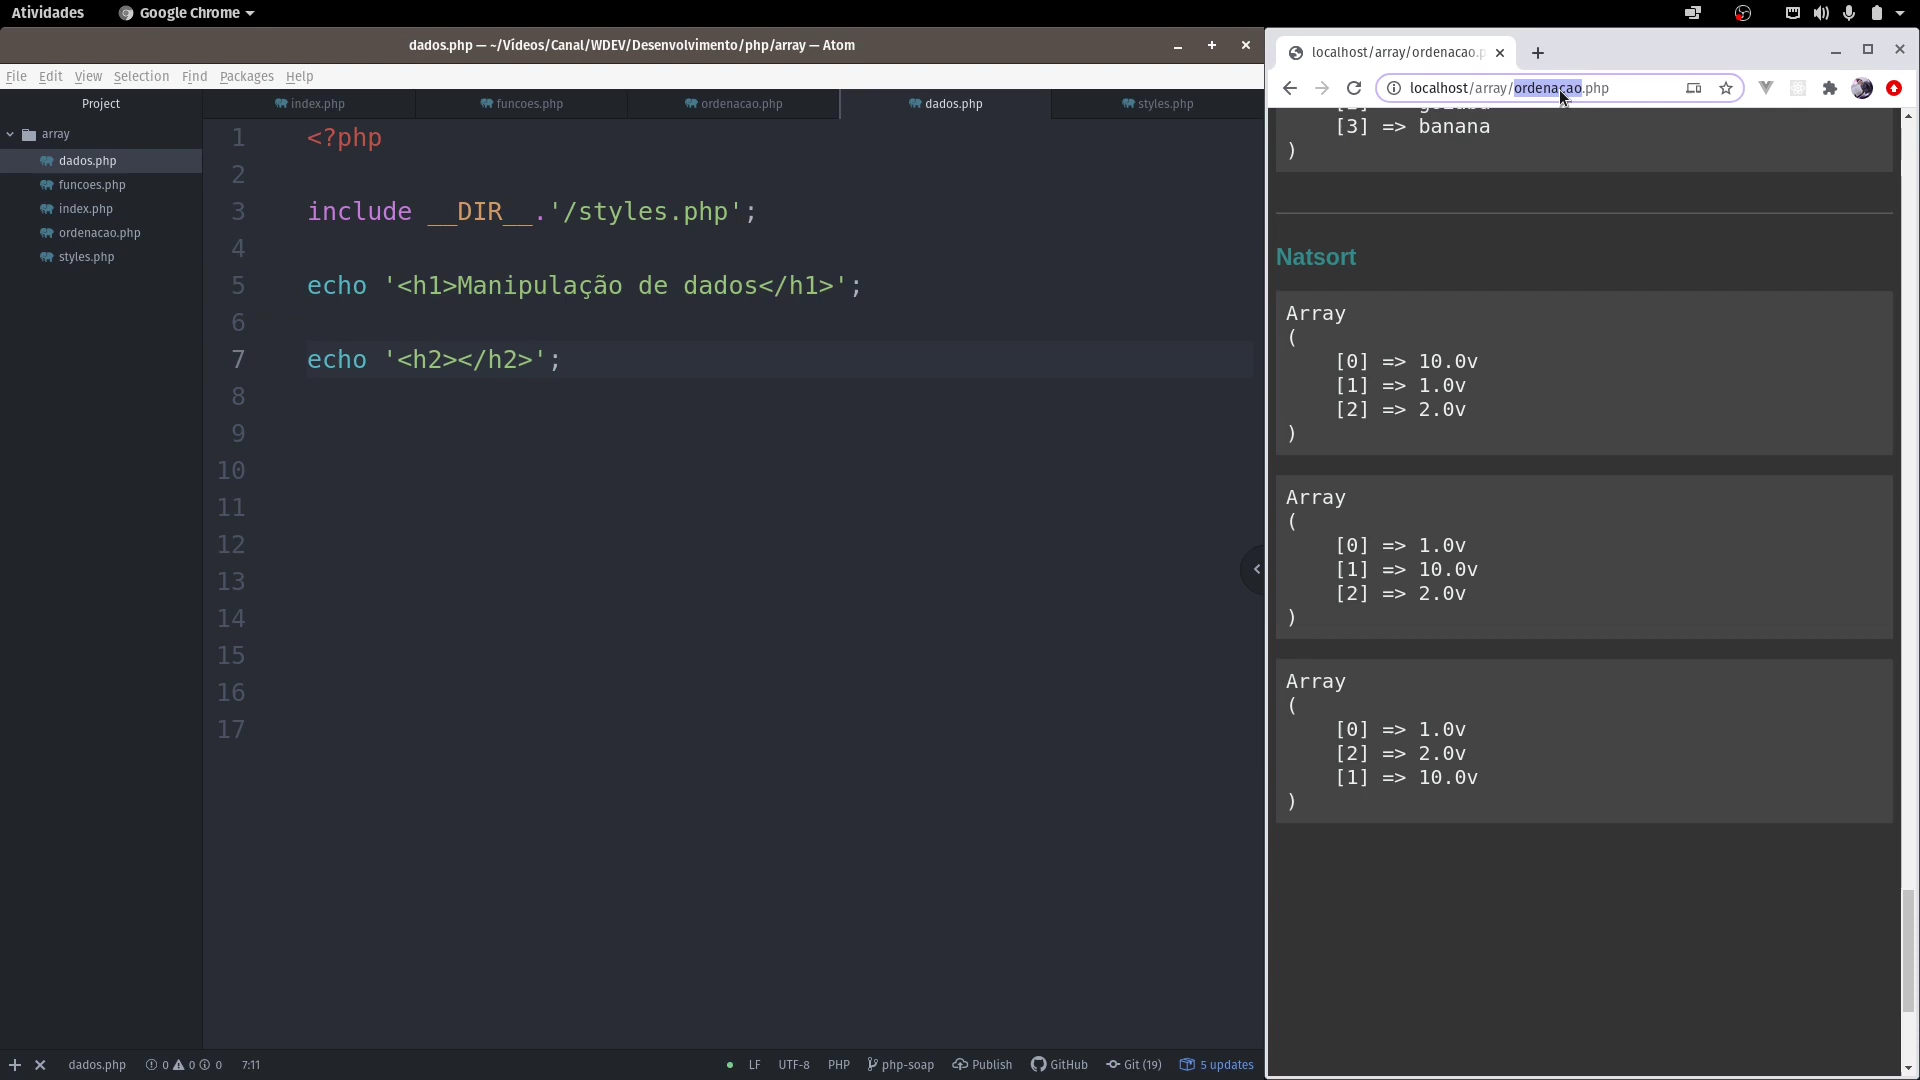 Atividades
Google Chrome
dados.php — ~/Vídeos/Canal/WDEV/Desenvolvimento/php/array — Atom
File Edit View Selection Find Packages Help
Project
array
dados.php
funcoes.php
index.php
ordenacao.php
styles.php
index.php
funcoes.php
ordenacao.php
dados.php
styles.php
1 <?php
2
3 include __DIR__.'/styles.php';
4
5 echo '<h1>Manipulação de dados</h1>';
6
7 echo '<h2></h2>';
8
9
10
11
12
13
14
15
16
17
dados.php 0 0 0 7:11
LF UTF-8 PHP php-soap Publish GitHub Git (19) 5 updates
localhost/array/ordenacao.p
localhost/array/ordenacao.php
[3] => banana
)
Natsort
Array
(
[0] => 10.0v
[1] => 1.0v
[2] => 2.0v
)
Array
(
[0] => 1.0v
[1] => 10.0v
[2] => 2.0v
)
Array
(
[0] => 1.0v
[2] => 2.0v
[1] => 10.0v
)